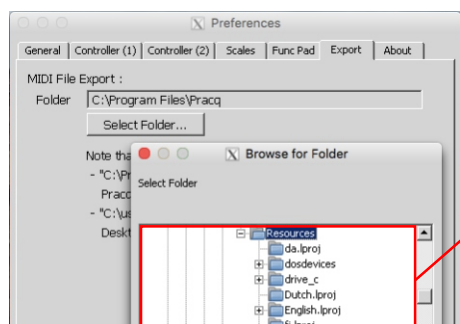 Preferences
General Controller (1) Controller (2) Scales Func Pad Export About
MIDI File Export :
Folder C:\Program Files\Pracq
Select Folder...
Note tha
- "C:\Pr
Pracq
- "C:\us
Deskt
Browse for Folder
Select Folder
Resources
da.lproj
dosdevices
drive_c
Dutch.lproj
English.lproj